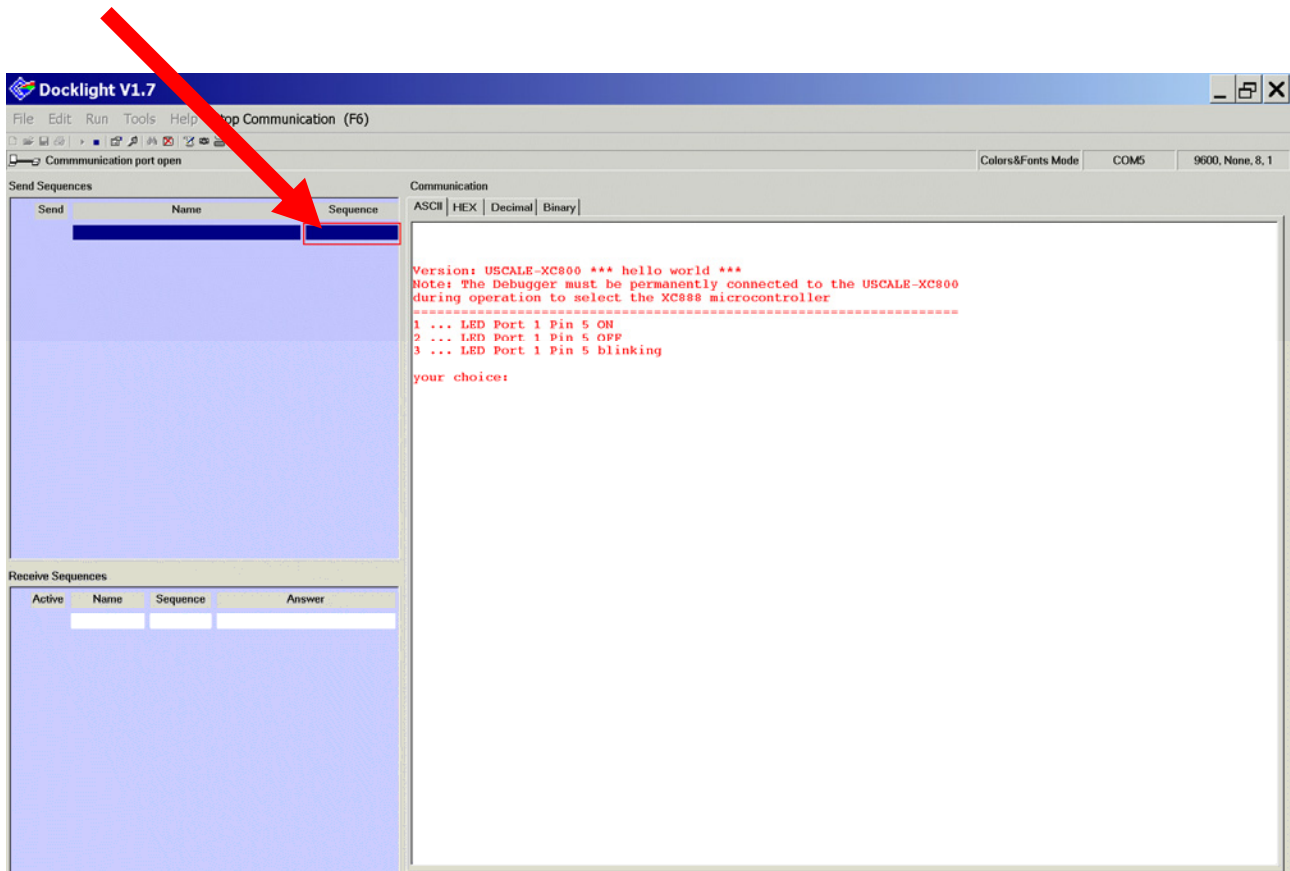 Docklight V1.7
File Edit Run Tools Help top Communication (F6)
Commmunication port open
Colors&Fonts Mode COM5 9600, None, 8, 1
Send Sequences
Send Name Sequence
Communication
ASCII HEX Decimal Binary
Version: USCALE-XC800 *** hello world ***
Note: The Debugger must be permanently connected to the USCALE-XC800
during operation to select the XC888 microcontroller
====================================================================
1 ... LED Port 1 Pin 5 ON
2 ... LED Port 1 Pin 5 OFF
3 ... LED Port 1 Pin 5 blinking
your choice:
Receive Sequences
Active Name Sequence Answer